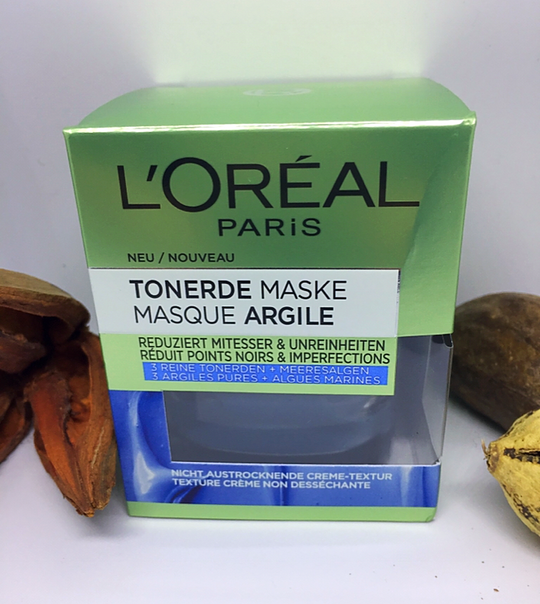 L'ORÉAL
PARiS
NEU / NOUVEAU
TONERDE MASKE
MASQUE ARGILE
REDUZIERT MITESSER & UNREINHEITEN
RÉDUIT POINTS NOIRS & IMPERFECTIONS
3 REINE TONERDEN + MEERESALGEN
3 ARGILES PURES + ALGUES MARINES
NICHT AUSTROCKNENDE CREME-TEXTUR
TEXTURE CRÈME NON DESSÉCHANTE